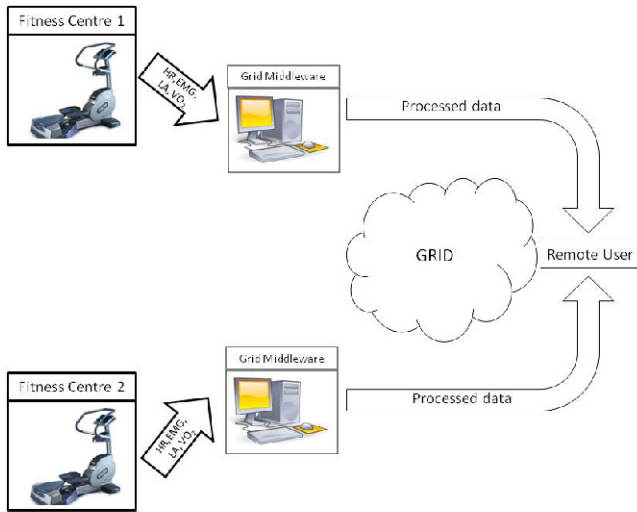 Fitness Centre 1
HR,EMG,
LA,VO₂
Grid Middleware
Processed data
GRID
Remote User
Grid Middleware
Fitness Centre 2
HR,EMG,
LA,VO₂
Processed data